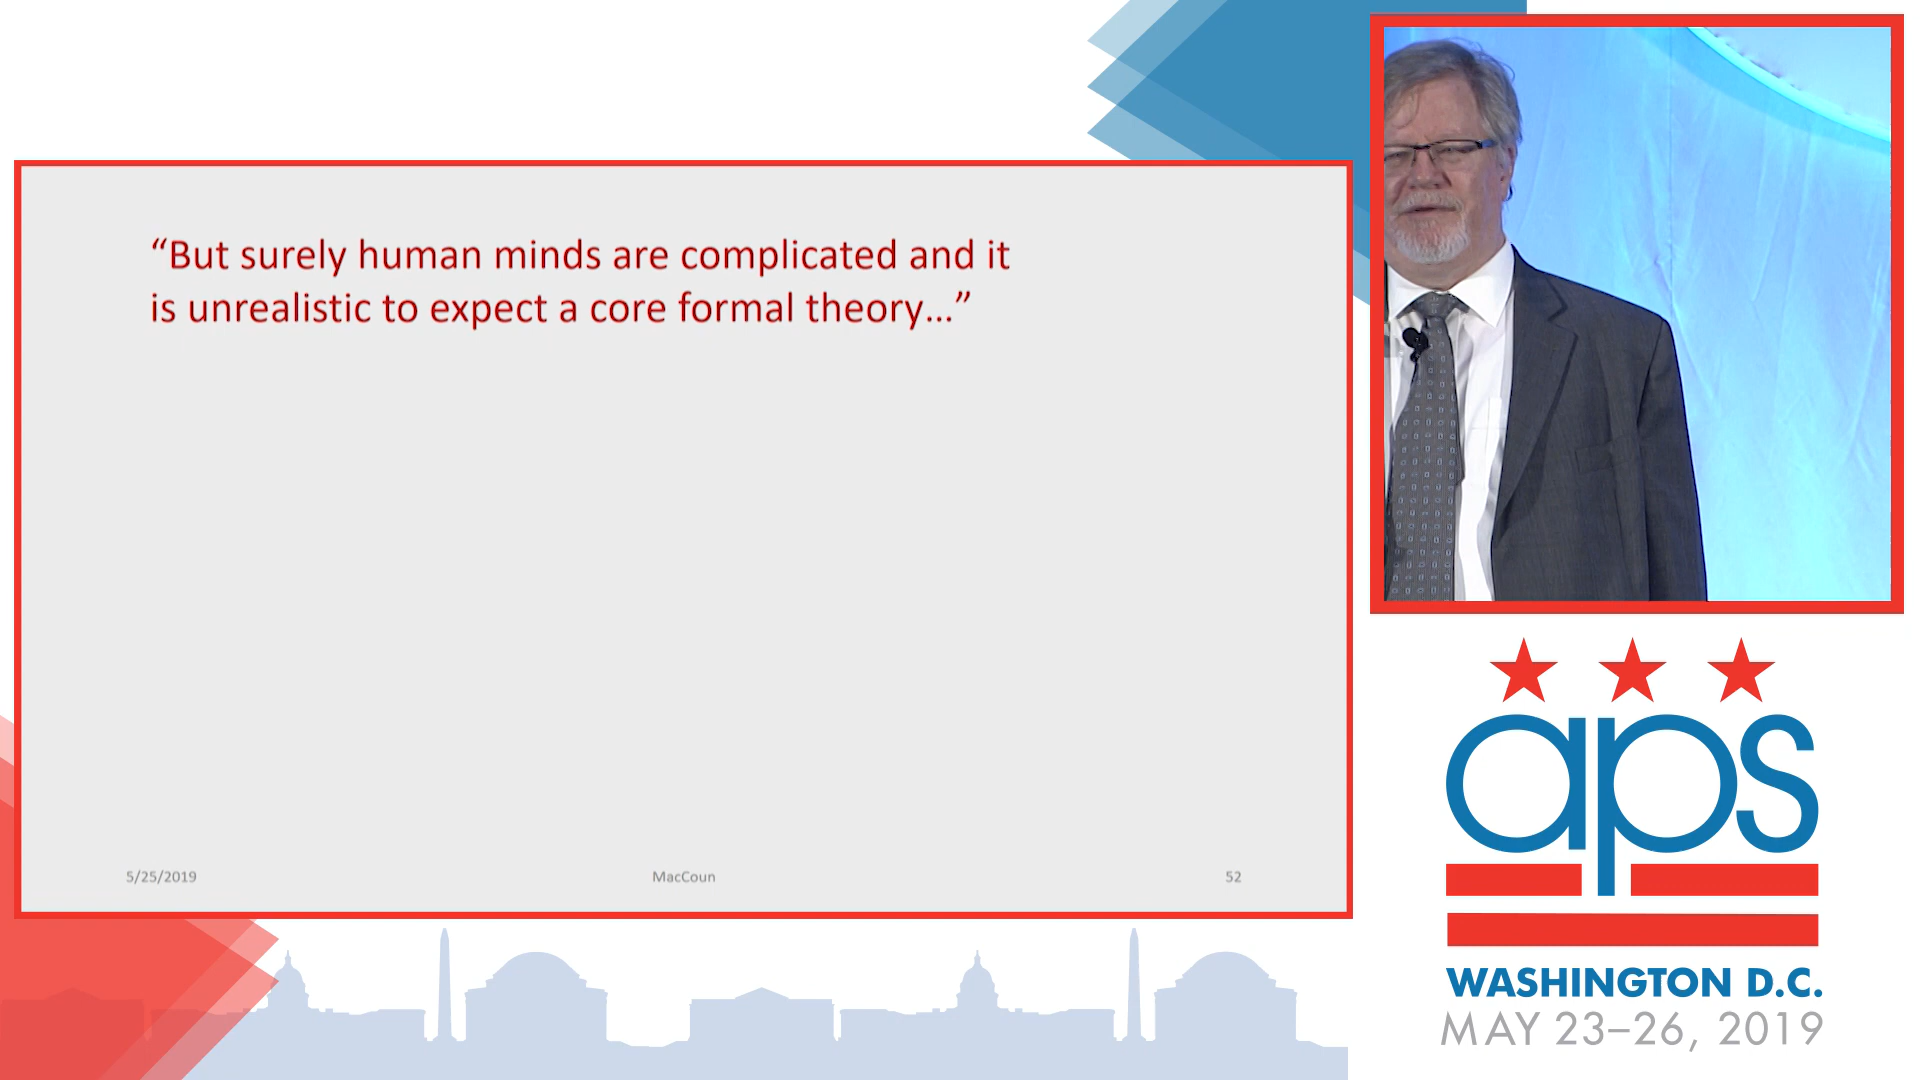 “But surely human minds are complicated and it
is unrealistic to expect a core formal theory…”
5/25/2019
MacCoun
52
aps
WASHINGTON D.C.
MAY 23–26, 2019